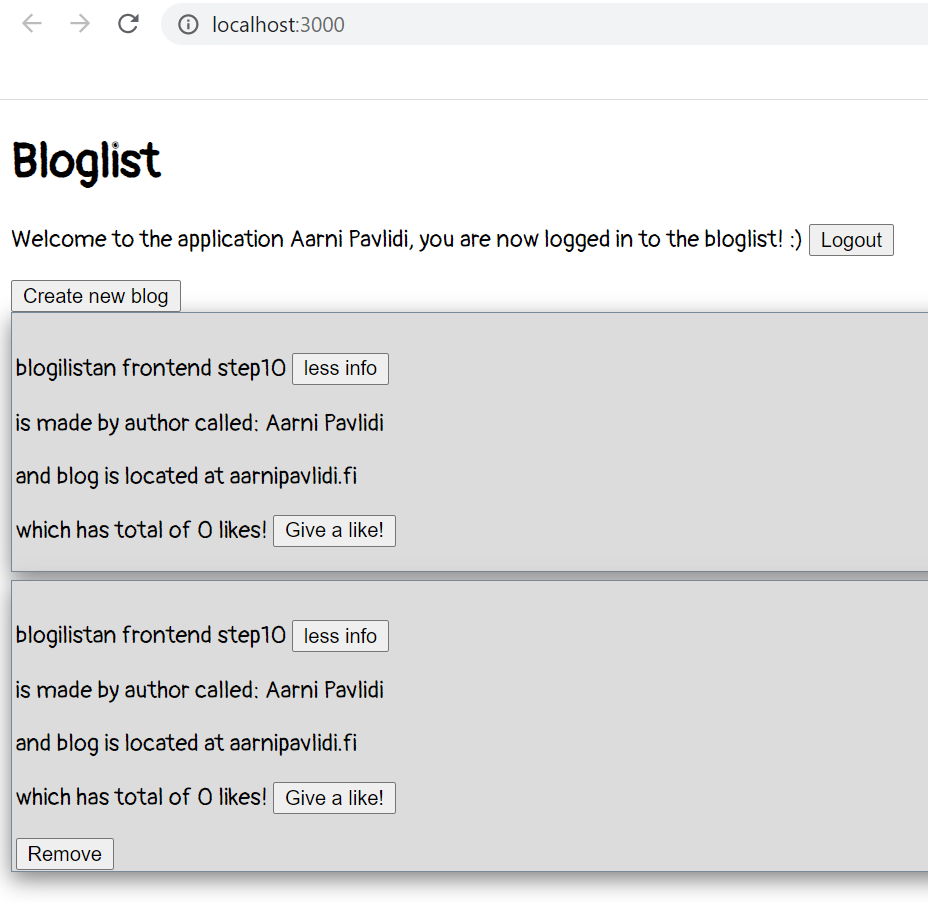 localhost:3000
Bloglist
Welcome to the application Aarni Pavlidi, you are now logged in to the bloglist! :) Logout
Create new blog
blogilistan frontend step10 less info
is made by author called: Aarni Pavlidi
and blog is located at aarnipavlidi.fi
which has total of 0 likes! Give a like!
blogilistan frontend step10 less info
is made by author called: Aarni Pavlidi
and blog is located at aarnipavlidi.fi
which has total of 0 likes! Give a like!
Remove